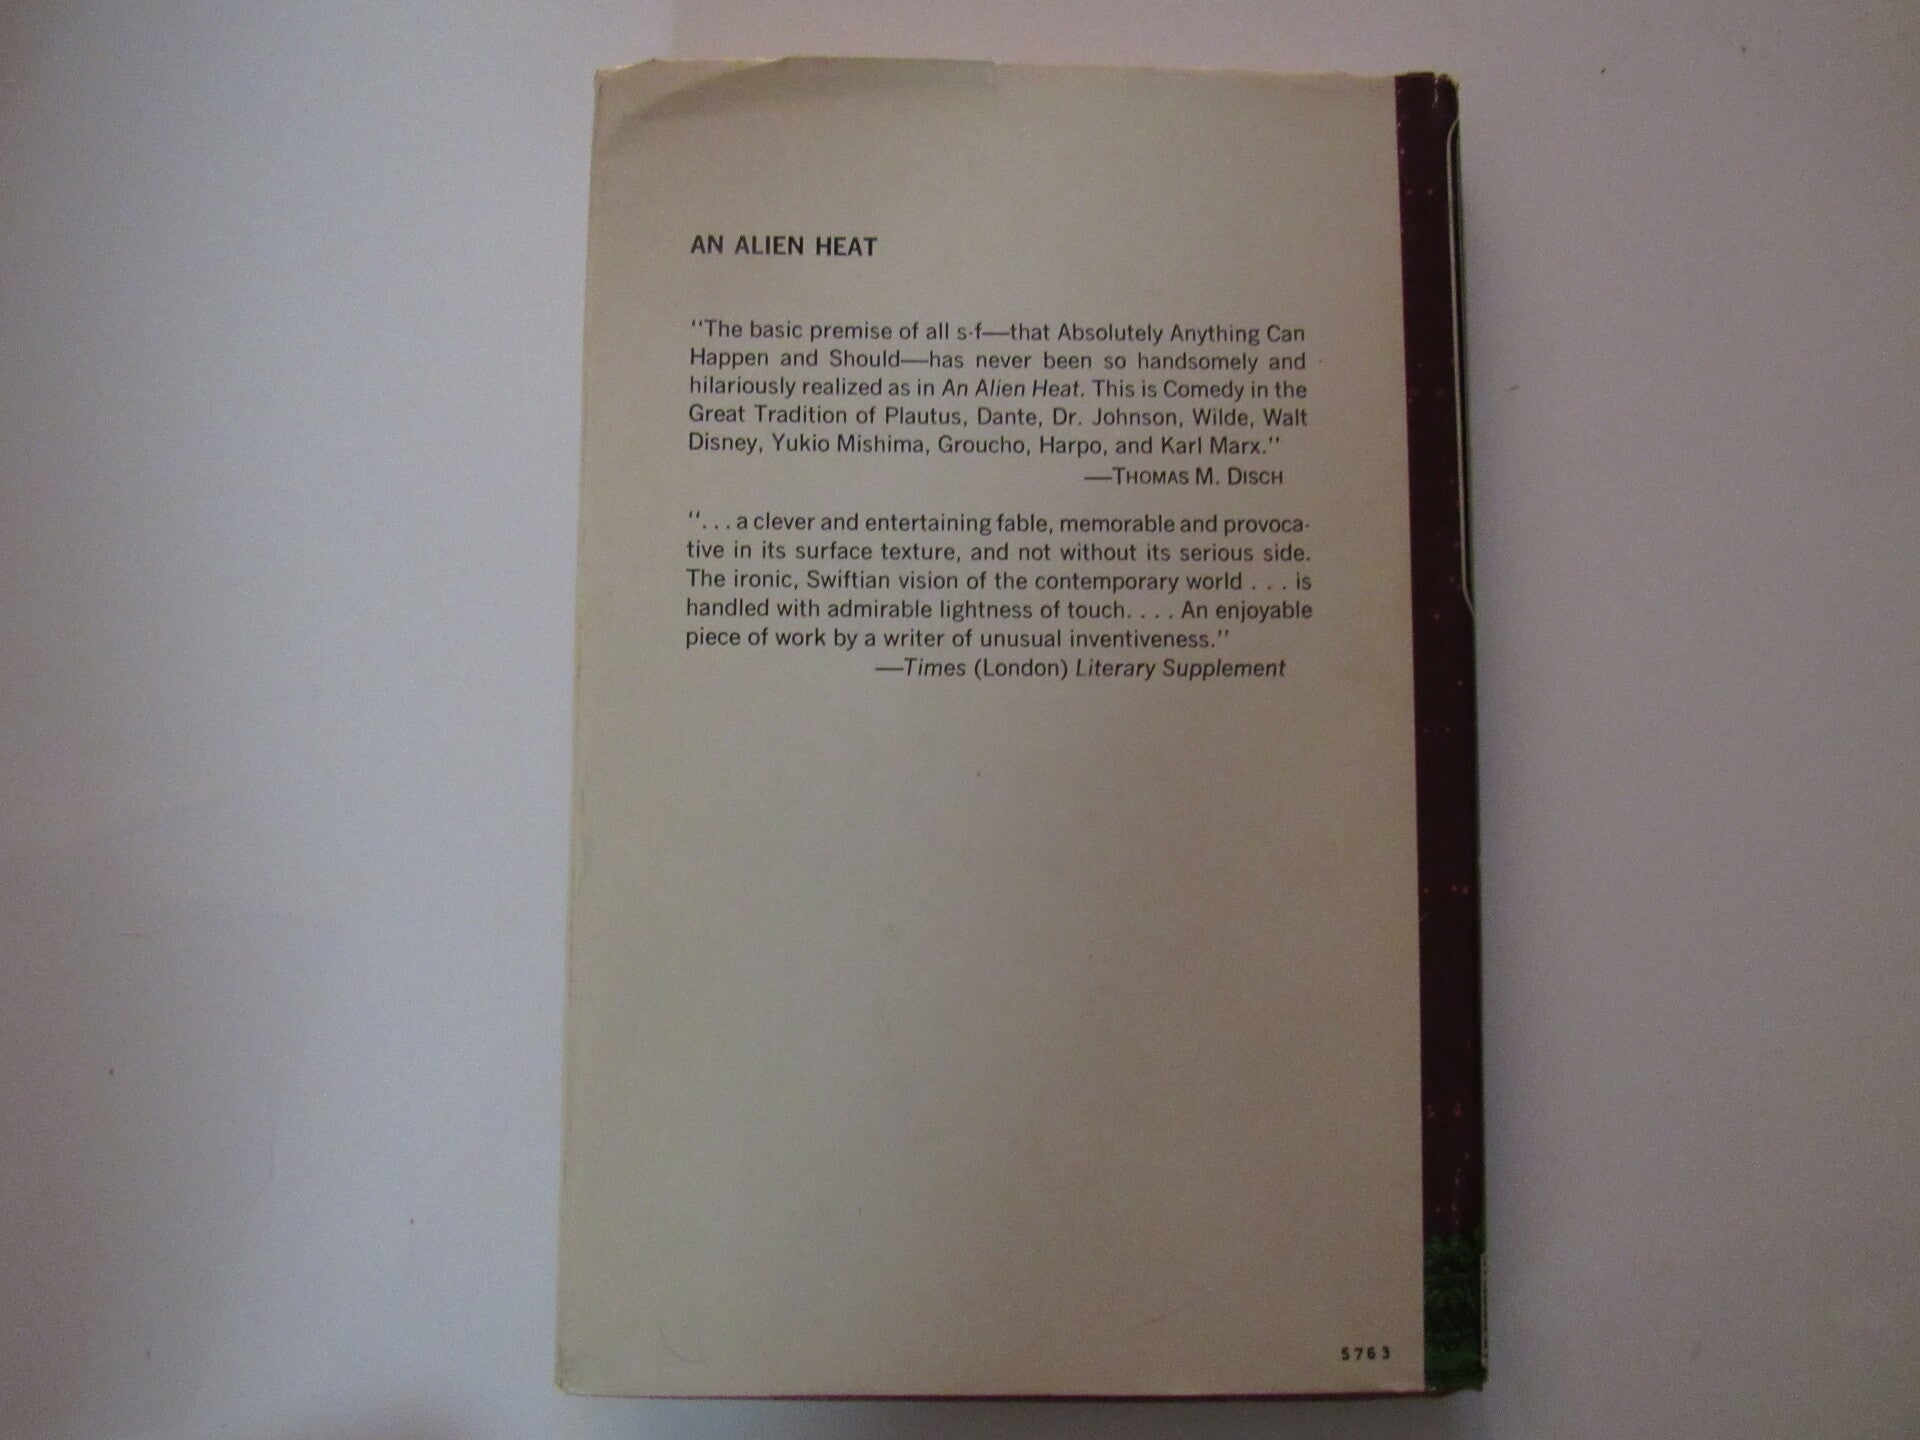 AN ALIEN HEAT
"The basic premise of all s-f—that Absolutely Anything Can
Happen and Should—has never been so handsomely and
hilariously realized as in An Alien Heat. This is Comedy in the
Great Tradition of Plautus, Dante, Dr. Johnson, Wilde, Walt
Disney, Yukio Mishima, Groucho, Harpo, and Karl Marx."
—THOMAS M. DISCH
". . . a clever and entertaining fable, memorable and provoca-
tive in its surface texture, and not without its serious side.
The ironic, Swiftian vision of the contemporary world . . . is
handled with admirable lightness of touch. . . . An enjoyable
piece of work by a writer of unusual inventiveness."
—Times (London) Literary Supplement
5763